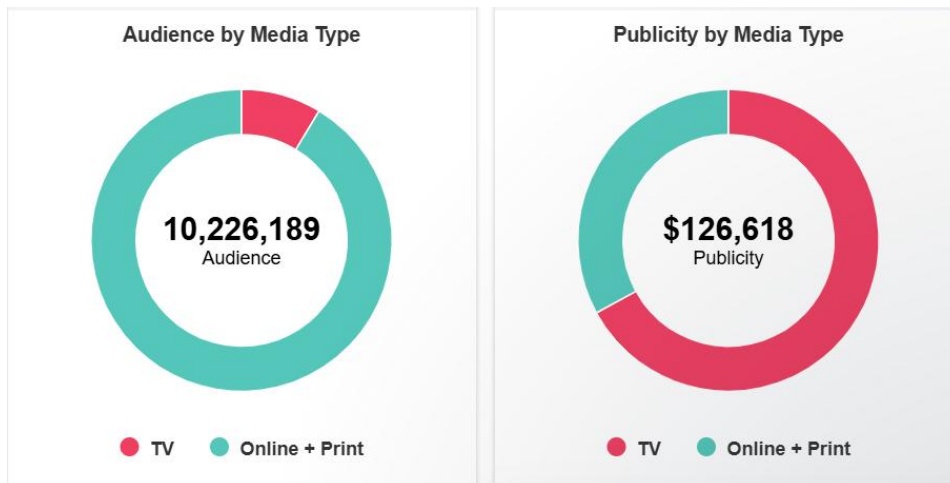 Audience by Media Type
10,226,189
Audience
TV
Online + Print
Publicity by Media Type
$126,618
Publicity
TV
Online + Print